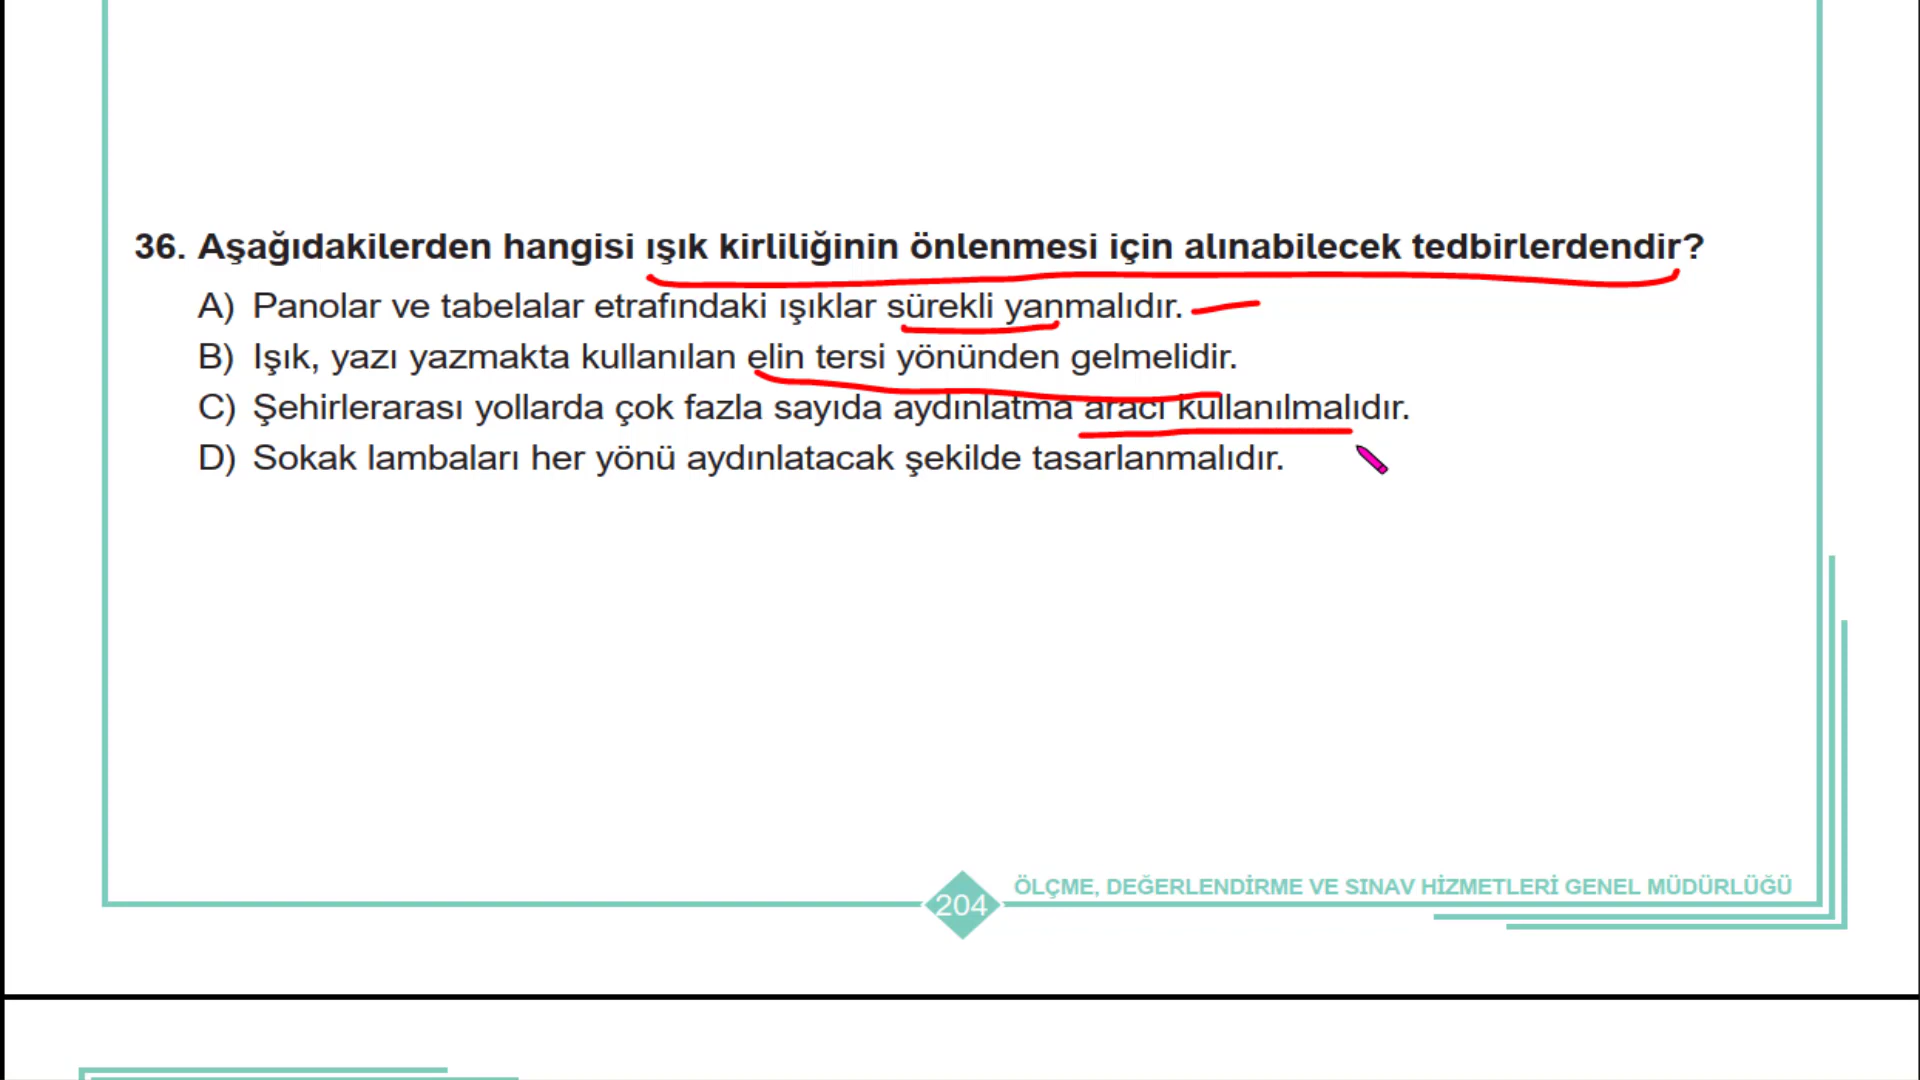 36. Aşağıdakilerden hangisi ışık kirliliğinin önlenmesi için alınabilecek tedbirlerdendir?
A) Panolar ve tabelalar etrafındaki ışıklar sürekli yanmalıdır.
B) Işık, yazı yazmakta kullanılan elin tersi yönünden gelmelidir.
C) Şehirlerarası yollarda çok fazla sayıda aydınlatma aracı kullanılmalıdır.
D) Sokak lambaları her yönü aydınlatacak şekilde tasarlanmalıdır.
ÖLÇME, DEĞERLENDİRME VE SINAV HİZMETLERİ GENEL MÜDÜRLÜĞÜ
204